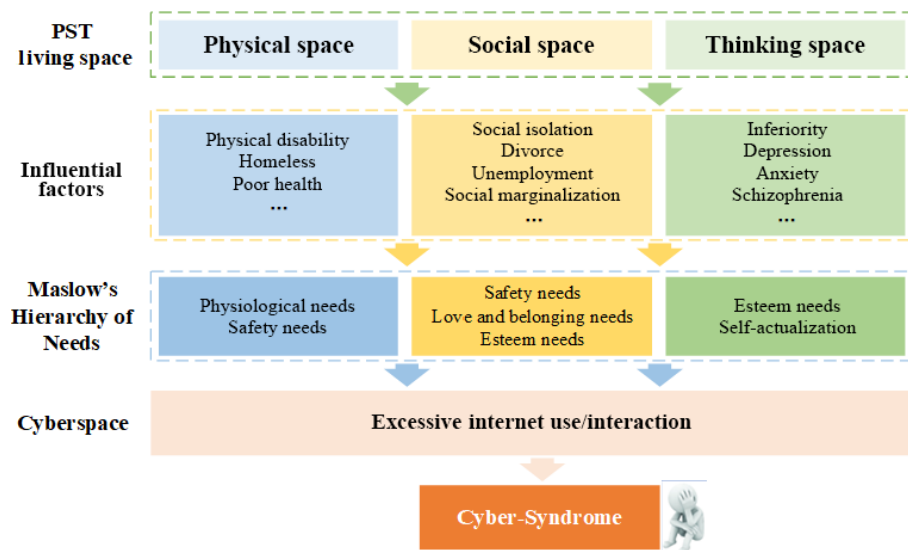 PST
living space
Physical space
Social space
Thinking space
Influential
factors
Physical disability
Homeless
Poor health
...
Social isolation
Divorce
Unemployment
Social marginalization
...
Inferiority
Depression
Anxiety
Schizophrenia
...
Maslow's
Hierarchy of
Needs
Physiological needs
Safety needs
Safety needs
Love and belonging needs
Esteem needs
Esteem needs
Self-actualization
Cyberspace
Excessive internet use/interaction
Cyber-Syndrome